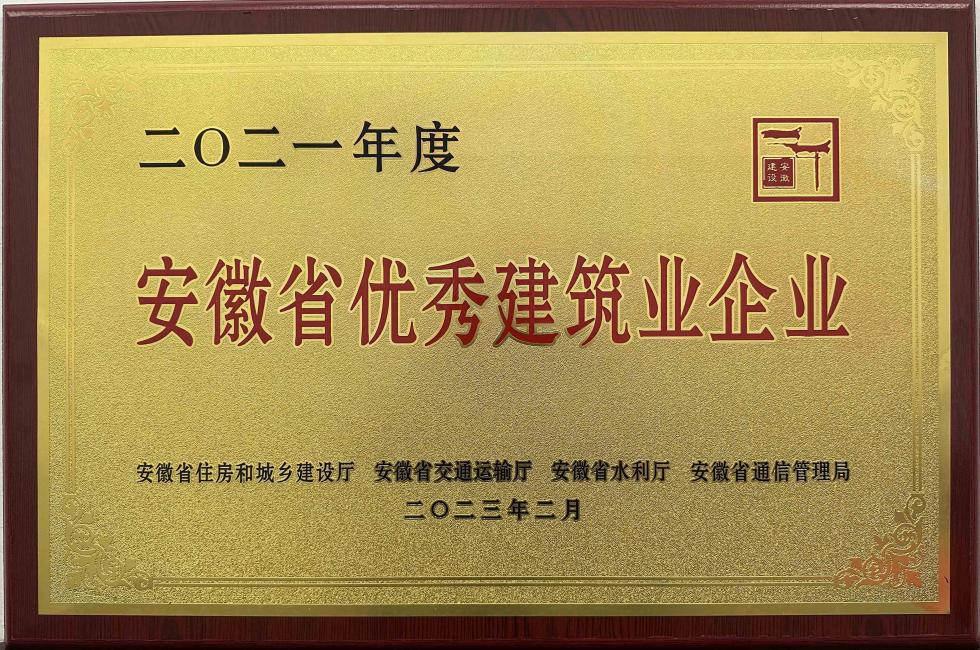 二〇二一年度
安徽
建设
安徽省优秀建筑业企业
安徽省住房和城乡建设厅 安徽省交通运输厅 安徽省水利厅 安徽省通信管理局
二〇二三年二月